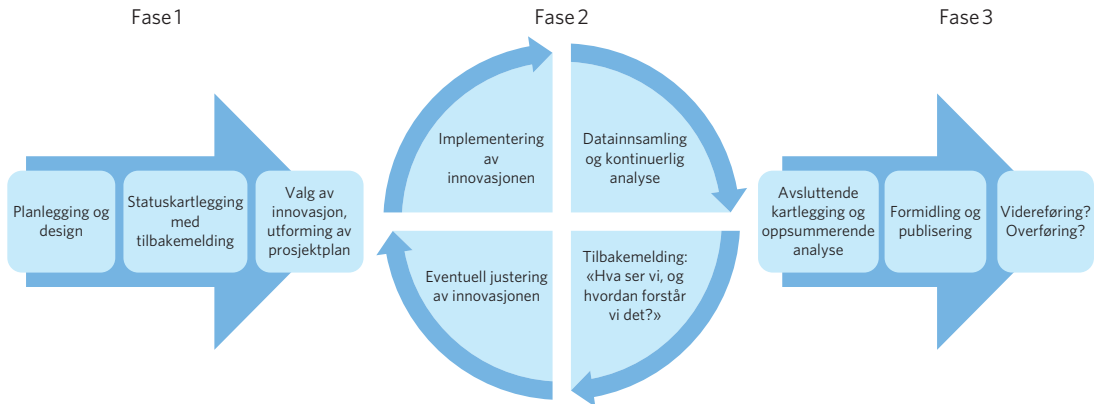 Fase 1
Fase 2
Fase 3
Planlegging og
design
Statuskartlegging
med
tilbakemelding
Valg av
innovasjon,
utforming av
prosjektplan
Implementering
av
innovasjonen
Datainnsamling
og kontinuerlig
analyse
Tilbakemelding:
«Hva ser vi, og
hvordan forstår
vi det?»
Eventuell justering
av innovasjonen
Avsluttende
kartlegging og
oppsummerende
analyse
Formidling og
publisering
Videreføring?
Overføring?